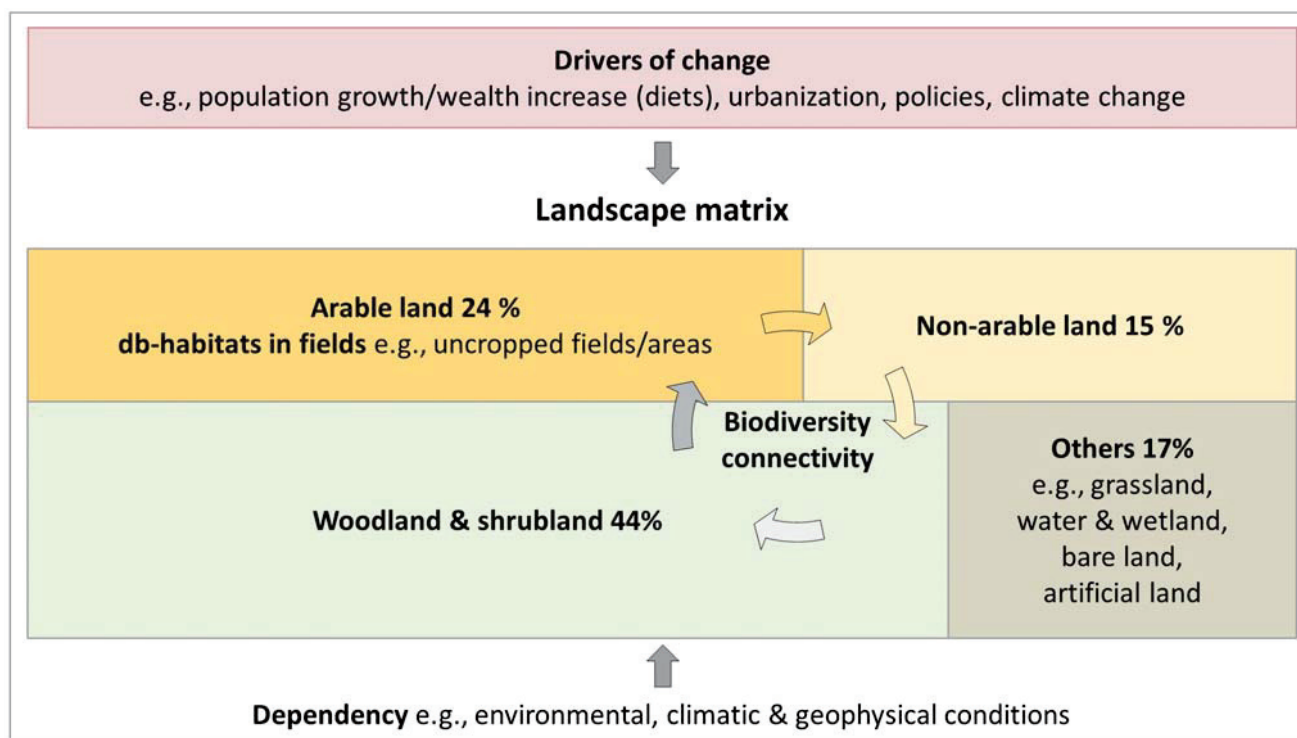 Drivers of change
e.g., population growth/wealth increase (diets), urbanization, policies, climate change
Landscape matrix
Arable land 24 %
db-habitats in fields e.g., uncropped fields/areas
Non-arable land 15 %
Biodiversity
connectivity
Woodland & shrubland 44%
Others 17%
e.g., grassland,
water & wetland,
bare land,
artificial land
Dependency e.g., environmental, climatic & geophysical conditions